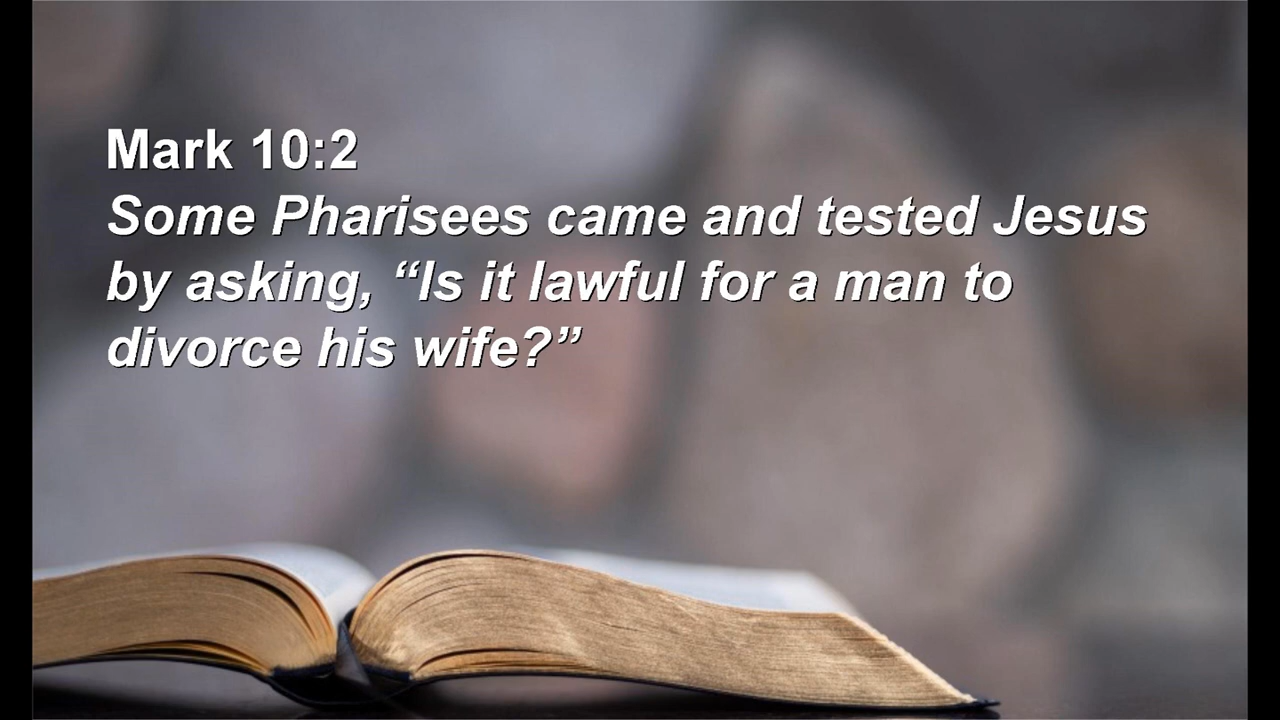 Mark 10:2
Some Pharisees came and tested Jesus
by asking, “Is it lawful for a man to
divorce his wife?”